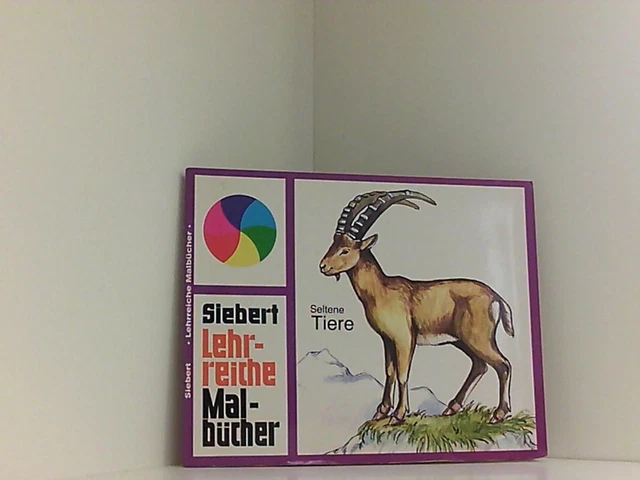 Siebert • Lehrreiche Malbücher •
Siebert
Lehr-
reiche
Mal-
bücher
Seltene
Tiere